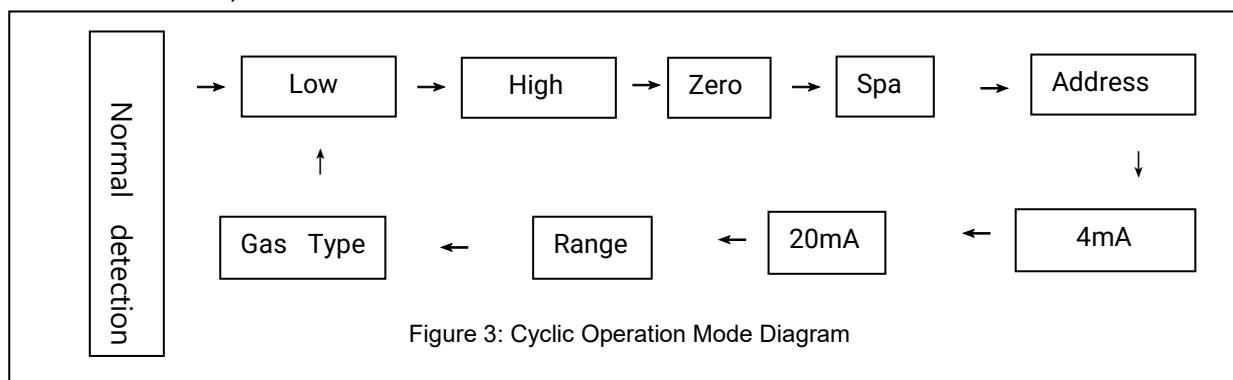 Normal detection
Low
High
Zero
Spa
Address
Gas Type
Range
20mA
4mA
Figure 3: Cyclic Operation Mode Diagram